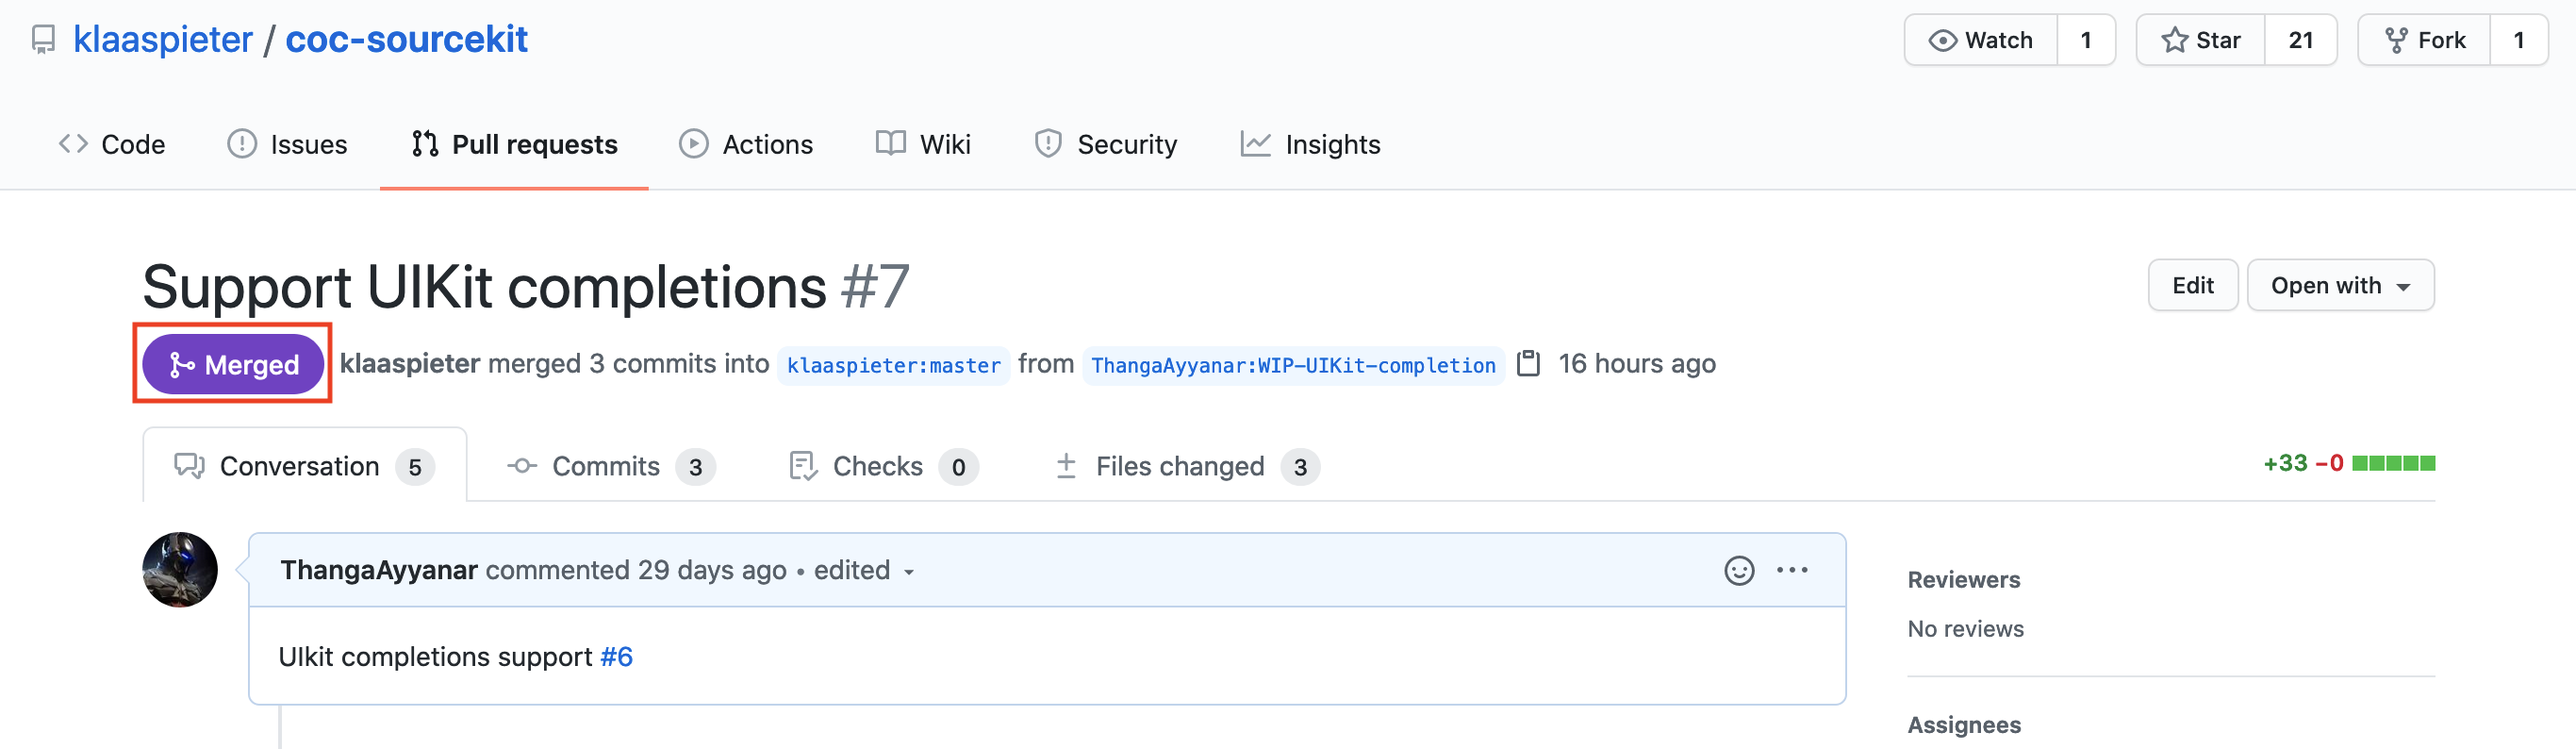 klaaspieter / coc-sourcekit
Watch 1 Star 21 Fork 1
Code Issues Pull requests Actions Wiki Security Insights
Support UIKit completions #7
Edit Open with
Merged klaaspieter merged 3 commits into klaaspieter:master from ThangaAyyanar:WIP-UIKit-completion 16 hours ago
Conversation 5 Commits 3 Checks 0 Files changed 3
+33 −0
ThangaAyyanar commented 29 days ago • edited
UIkit completions support #6
Reviewers
No reviews
Assignees